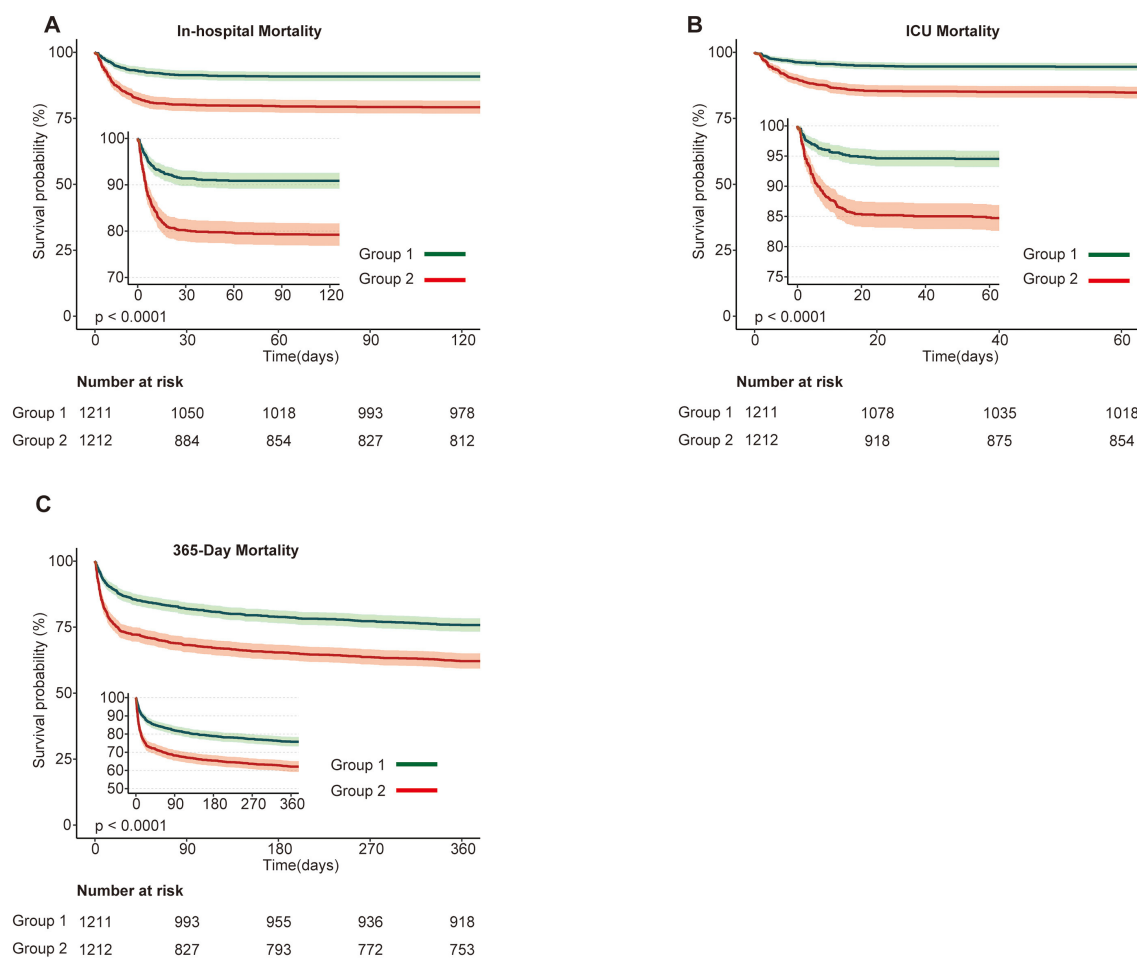 A
In-hospital Mortality
100
75
50
25
0
Survival probability (%)
100
90
80
70
0 30 60 90 120
Group 1
Group 2
p < 0.0001
0 30 60 90 120
Time(days)
Number at risk
Group 1 1211 1050 1018 993 978
Group 2 1212 884 854 827 812
B
ICU Mortality
100
75
50
25
0
Survival probability (%)
100
95
90
85
80
75
0 20 40 60
Group 1
Group 2
p < 0.0001
0 20 40 60
Time(days)
Number at risk
Group 1 1211 1078 1035 1018
Group 2 1212 918 875 854
C
365-Day Mortality
100
75
50
25
0
Survival probability (%)
100
90
80
70
60
50
0 90 180 270 360
Group 1
Group 2
p < 0.0001
0 90 180 270 360
Time(days)
Number at risk
Group 1 1211 993 955 936 918
Group 2 1212 827 793 772 753